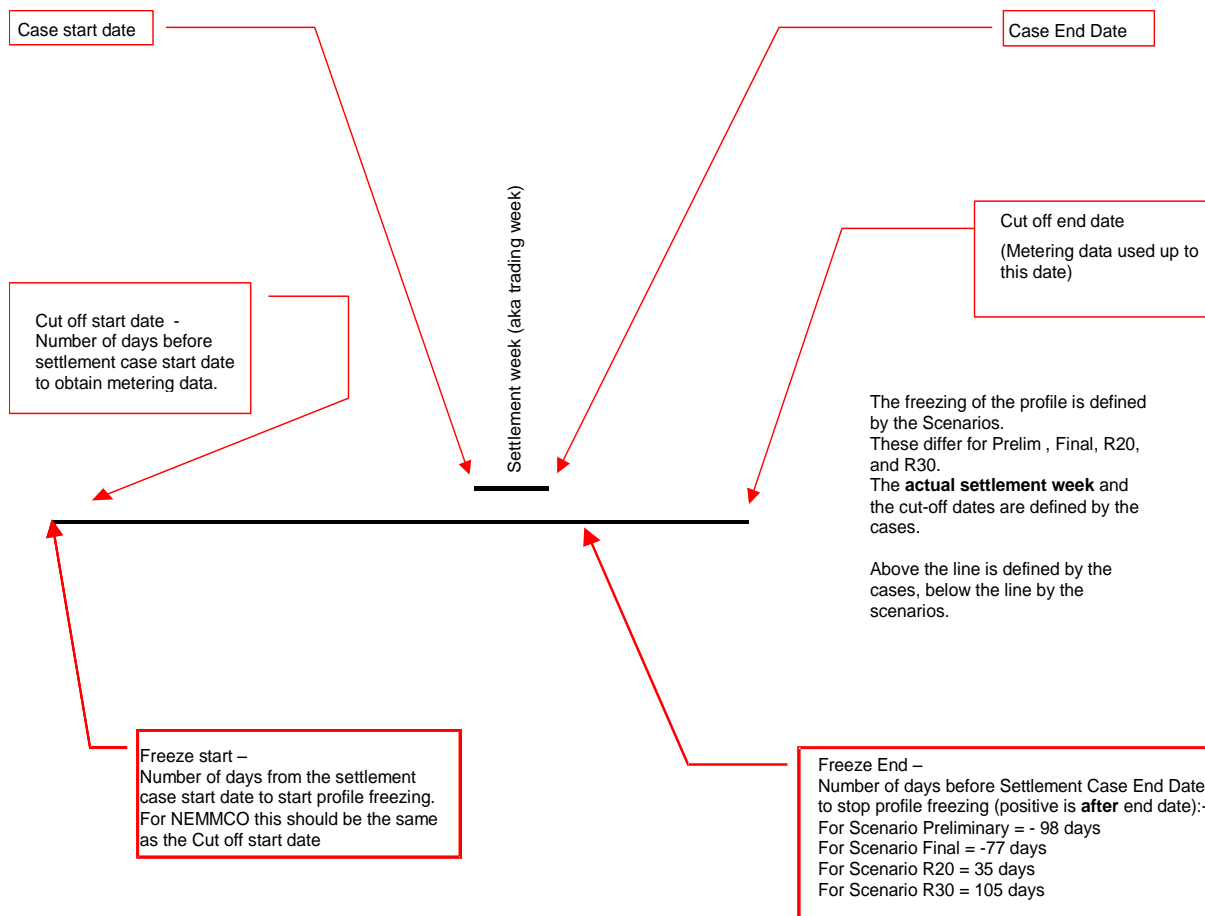 Case start date
Case End Date
Settlement week (aka trading week)
Cut off end date
(Metering data used up to
this date)
Cut off start date -
Number of days before
settlement case start date
to obtain metering data.
The freezing of the profile is defined
by the Scenarios.
These differ for Prelim , Final, R20,
and R30.
The actual settlement week and
the cut-off dates are defined by the
cases.
Above the line is defined by the
cases, below the line by the
scenarios.
Freeze start –
Number of days from the settlement
case start date to start profile freezing.
For NEMMCO this should be the same
as the Cut off start date
Freeze End –
Number of days before Settlement Case End Date
to stop profile freezing (positive is after end date):-
For Scenario Preliminary = - 98 days
For Scenario Final = -77 days
For Scenario R20 = 35 days
For Scenario R30 = 105 days